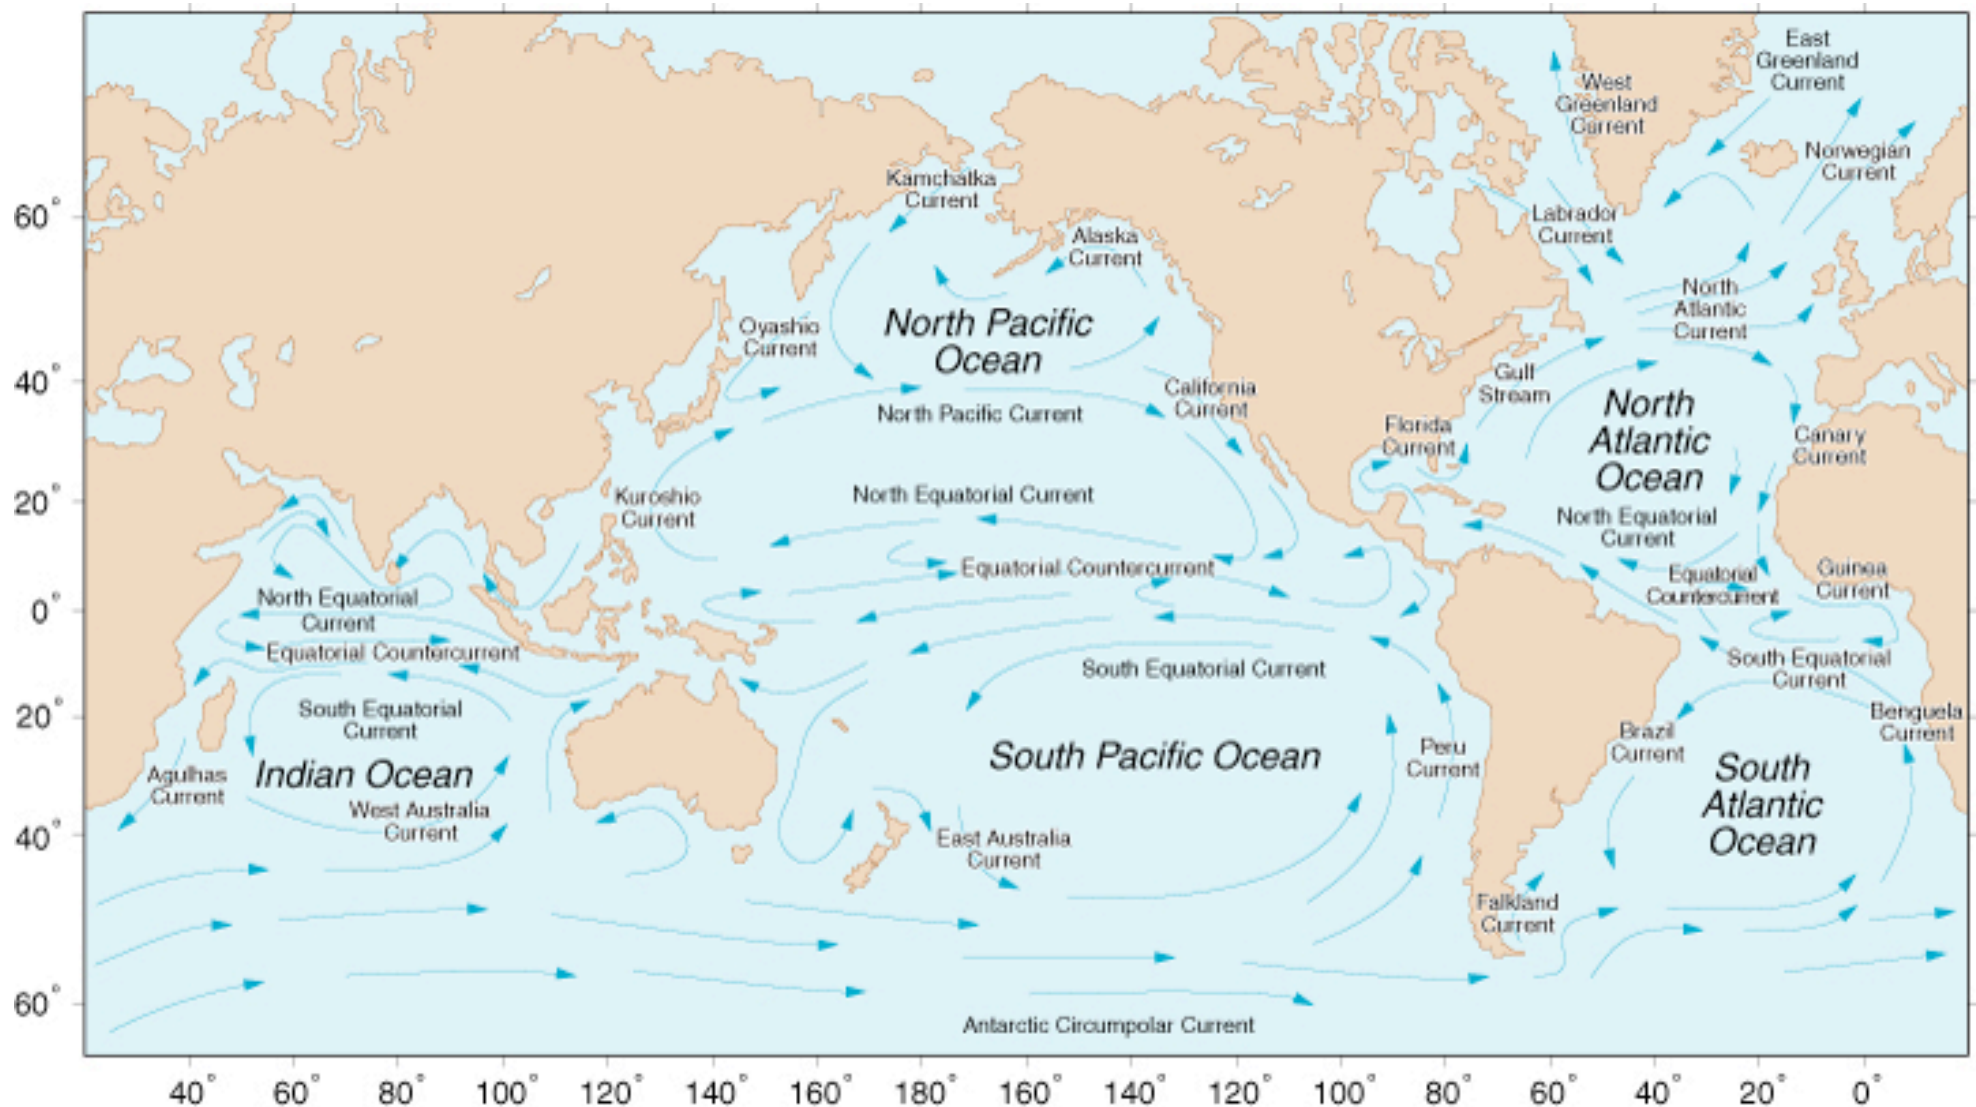 East
Greenland
Current
West
Greenland
Current
Norwegian
Current
Kamchatka
Current
60°
Labrador
Current
Alaska
Current
North
Atlantic
Current
North Pacific
Ocean
Oyashio
Current
Gulf
Stream
40°
California
Current
North Pacific Current
North
Atlantic
Ocean
Florida
Current
Canary
Current
Kuroshio
Current
North Equatorial Current
20°
North Equatorial
Current
Equatorial Countercurrent
Equatorial
Countercurrent
Guinea
Current
North Equatorial
Current
0°
Equatorial Countercurrent
South Equatorial Current
South Equatorial
Current
South Equatorial
Current
20°
Benguela
Current
Brazil
Current
Peru
Current
South Pacific Ocean
Indian Ocean
Agulhas
Current
West Australia
Current
South
Atlantic
Ocean
40°
East Australia
Current
Falkland
Current
60°
Antarctic Circumpolar Current
40° 60° 80° 100° 120° 140° 160° 180° 160° 140° 120° 100° 80° 60° 40° 20° 0°